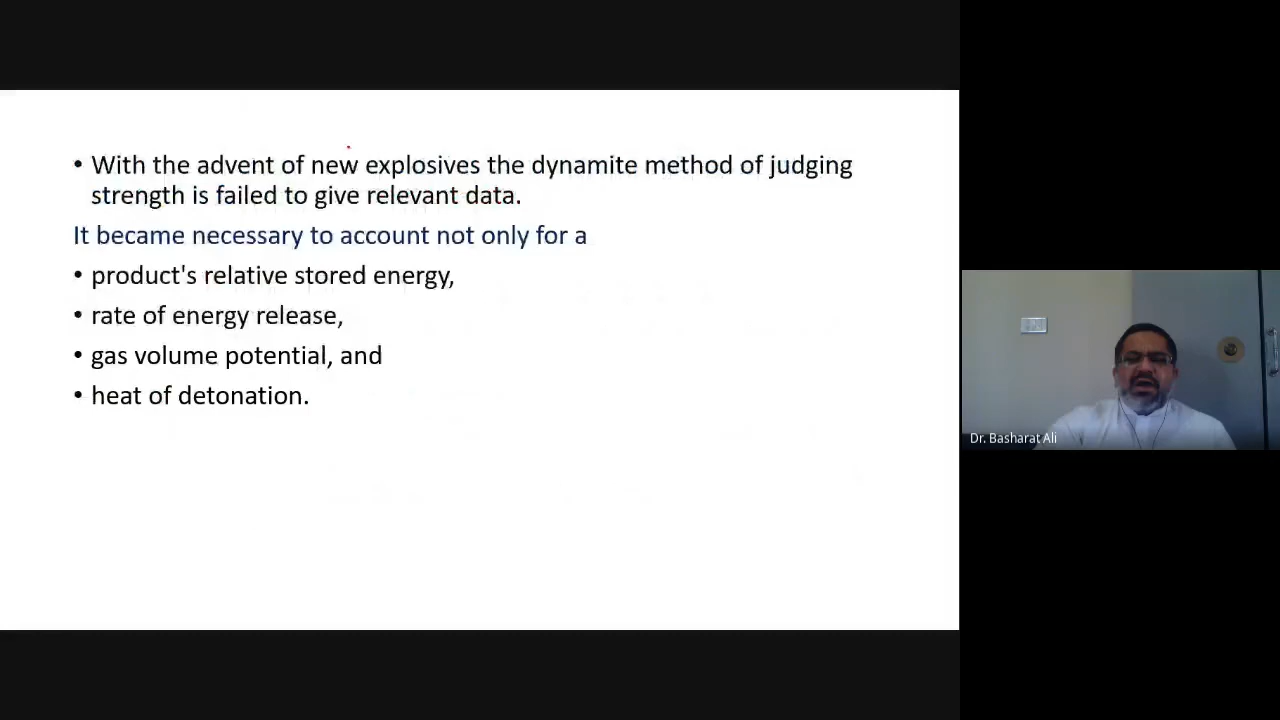 • With the advent of new explosives the dynamite method of judging
strength is failed to give relevant data.
It became necessary to account not only for a
• product's relative stored energy,
• rate of energy release,
• gas volume potential, and
• heat of detonation.
Dr. Basharat Ali